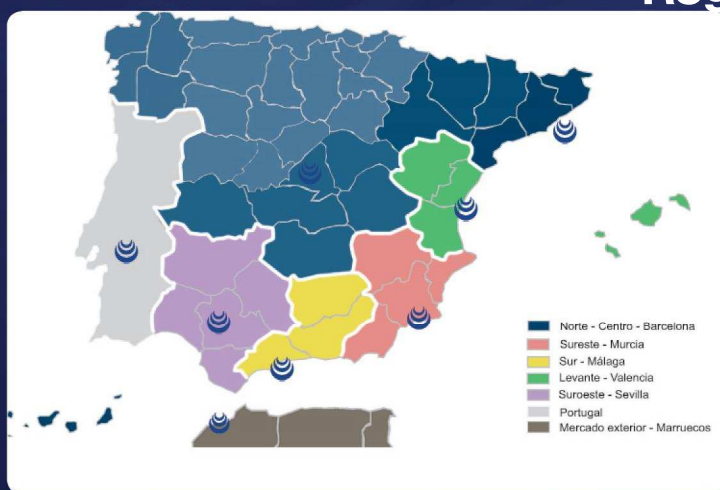 Norte - Centro - Barcelona
Sureste - Murcia
Sur - Málaga
Levante - Valencia
Suroeste - Sevilla
Portugal
Mercado exterior - Marruecos